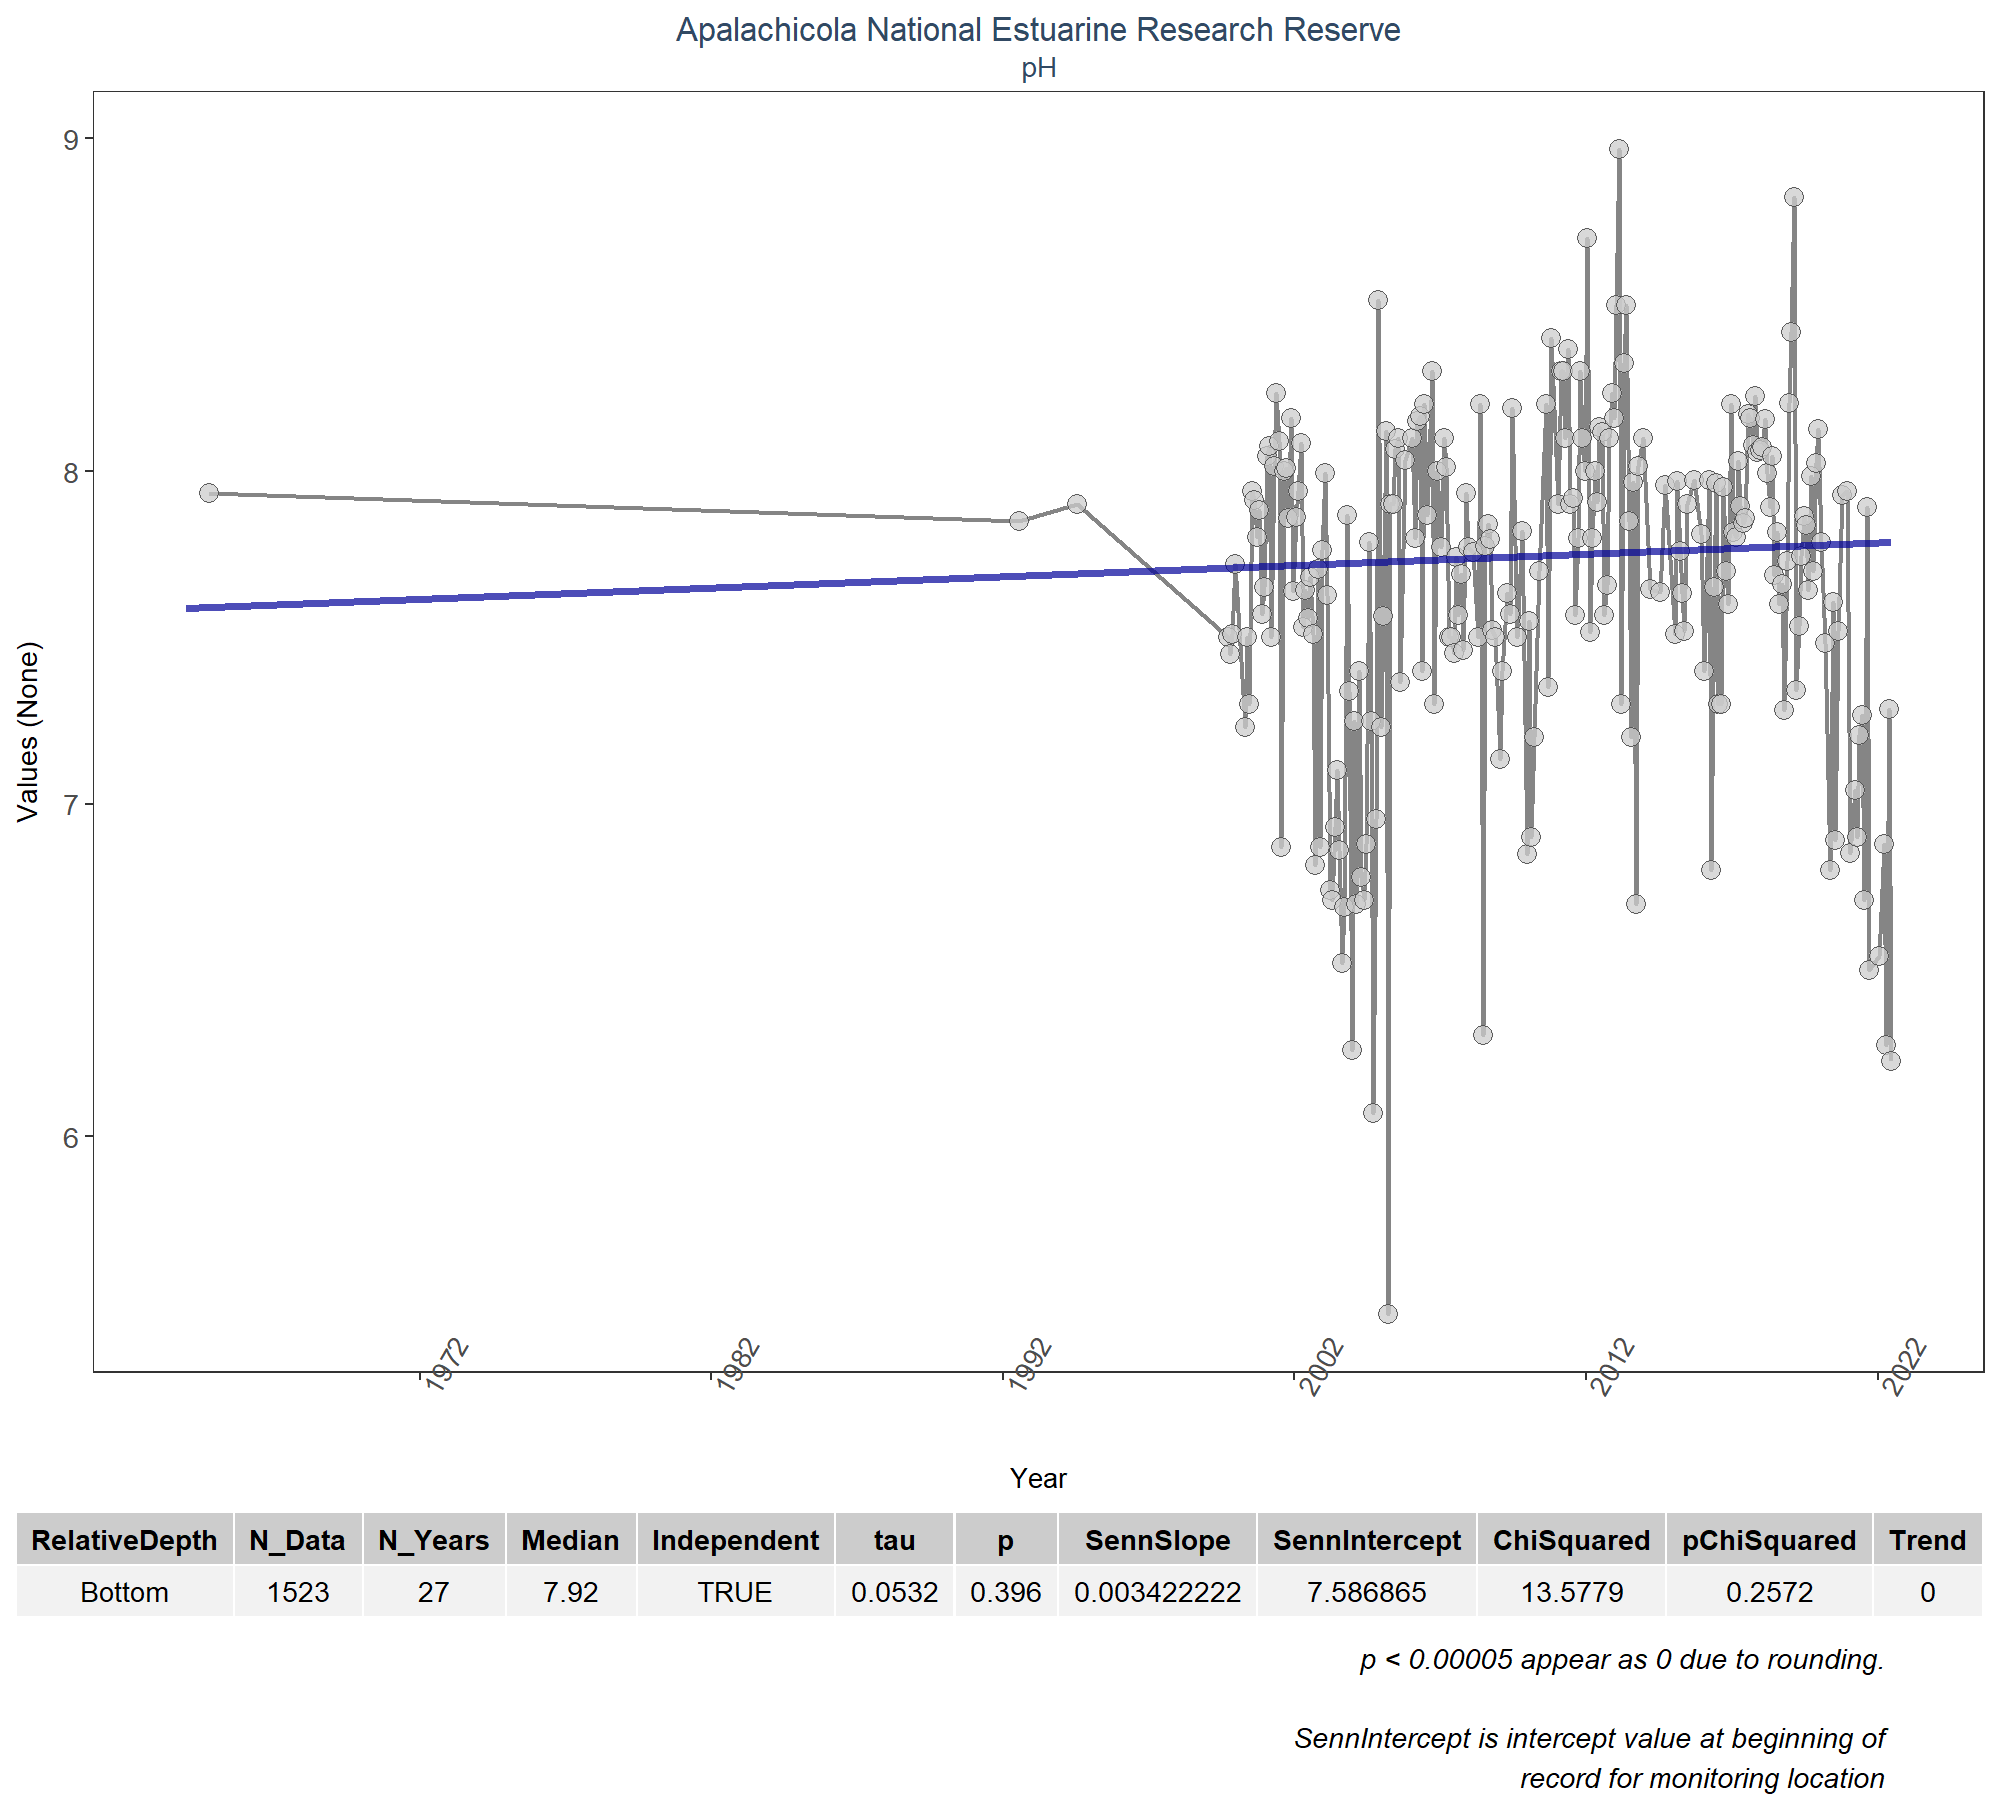 Apalachicola National Estuarine Research Reserve
pH
9
8
7
6
Values (None)
1972
1982
1992
2002
2012
2022
Year
RelativeDepth N_Data N_Years Median Independent tau p SennSlope SennIntercept ChiSquared pChiSquared Trend
Bottom 1523 27 7.92 TRUE 0.0532 0.396 0.003422222 7.586865 13.5779 0.2572 0
p < 0.00005 appear as 0 due to rounding.
SennIntercept is intercept value at beginning of
record for monitoring location